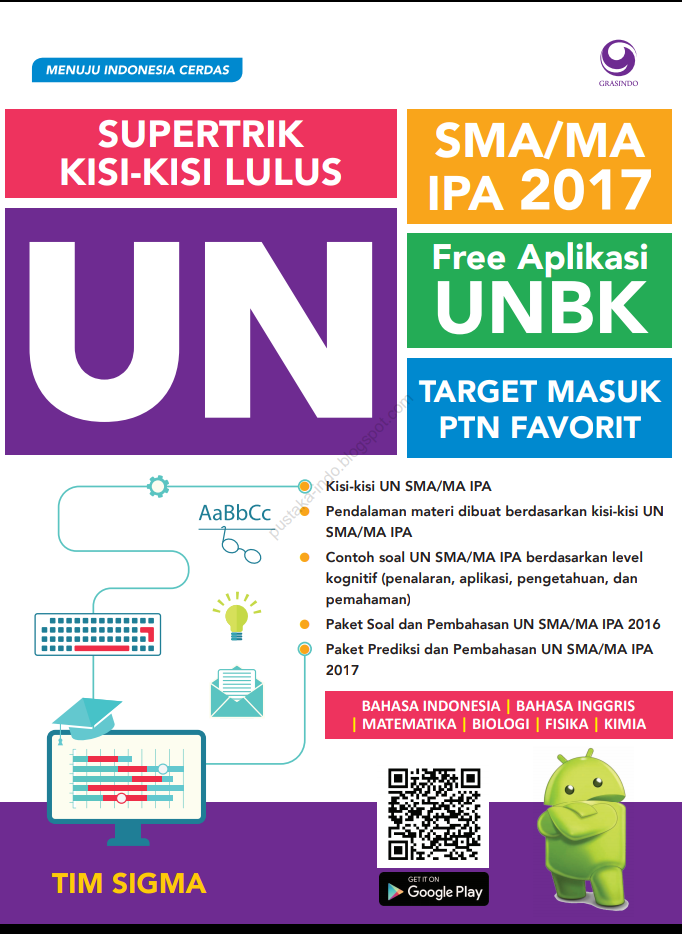 MENUJU INDONESIA CERDAS
GRASINDO
SUPERTRIK
KISI-KISI LULUS
UN
SMA/MA
IPA 2017
Free Aplikasi
UNBK
TARGET MASUK
PTN FAVORIT
AaBbCc
pustaka-indo.blogspot.com
Kisi-kisi UN SMA/MA IPA
Pendalaman materi dibuat berdasarkan kisi-kisi UN
SMA/MA IPA
Contoh soal UN SMA/MA IPA berdasarkan level
kognitif (penalaran, aplikasi, pengetahuan, dan
pemahaman)
Paket Soal dan Pembahasan UN SMA/MA IPA 2016
Paket Prediksi dan Pembahasan UN SMA/MA IPA
2017
BAHASA INDONESIA | BAHASA INGGRIS
| MATEMATIKA | BIOLOGI | FISIKA | KIMIA
TIM SIGMA
GET IT ON
Google Play